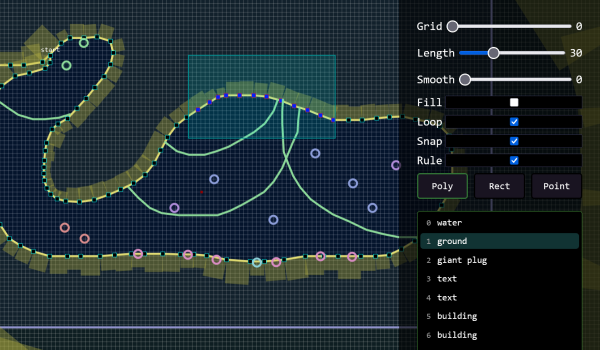 start
Grid 0
Length 30
Smooth 0
Fill
Loop
Snap
Rule
Poly Rect Point
0 water
1 ground
2 giant plug
3 text
4 text
5 building
6 building